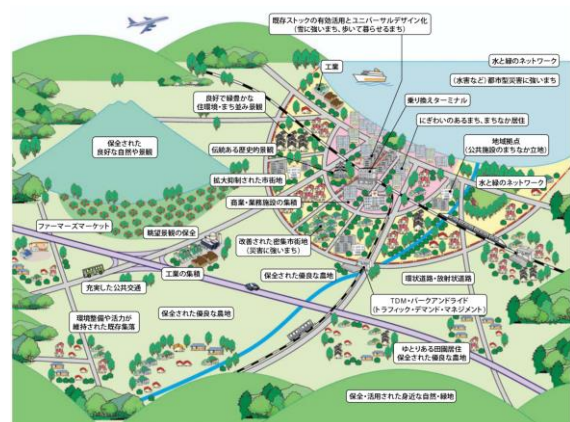 既存ストックの有効活用とユニバーサルデザイン化
(雪に強いまち、歩いて暮らせるまち)
工業
水と緑のネットワーク
(水害など)都市型災害に強いまち
良好で緑豊かな
住環境・まち並み景観
乗り換えターミナル
にぎわいのあるまち、まちなか居住
伝統ある歴史的景観
地域拠点
(公共施設のまちなか立地)
保全された
良好な自然や景観
拡大抑制された市街地
水と緑のネットワーク
商業・業務施設の集積
ファーマーズマーケット
眺望景観の保全
改善された密集市街地
(災害に強いまち)
工業の集積
保全された優良な農地
環状道路・放射状道路
充実した公共交通
TDM・パークアンドライド
(トラフィック・デマンド・マネジメント)
環境整備や活力が
維持された既存集落
保全された優良な農地
ゆとりある田園居住
保全された優良な農地
保全・活用された身近な自然・緑地